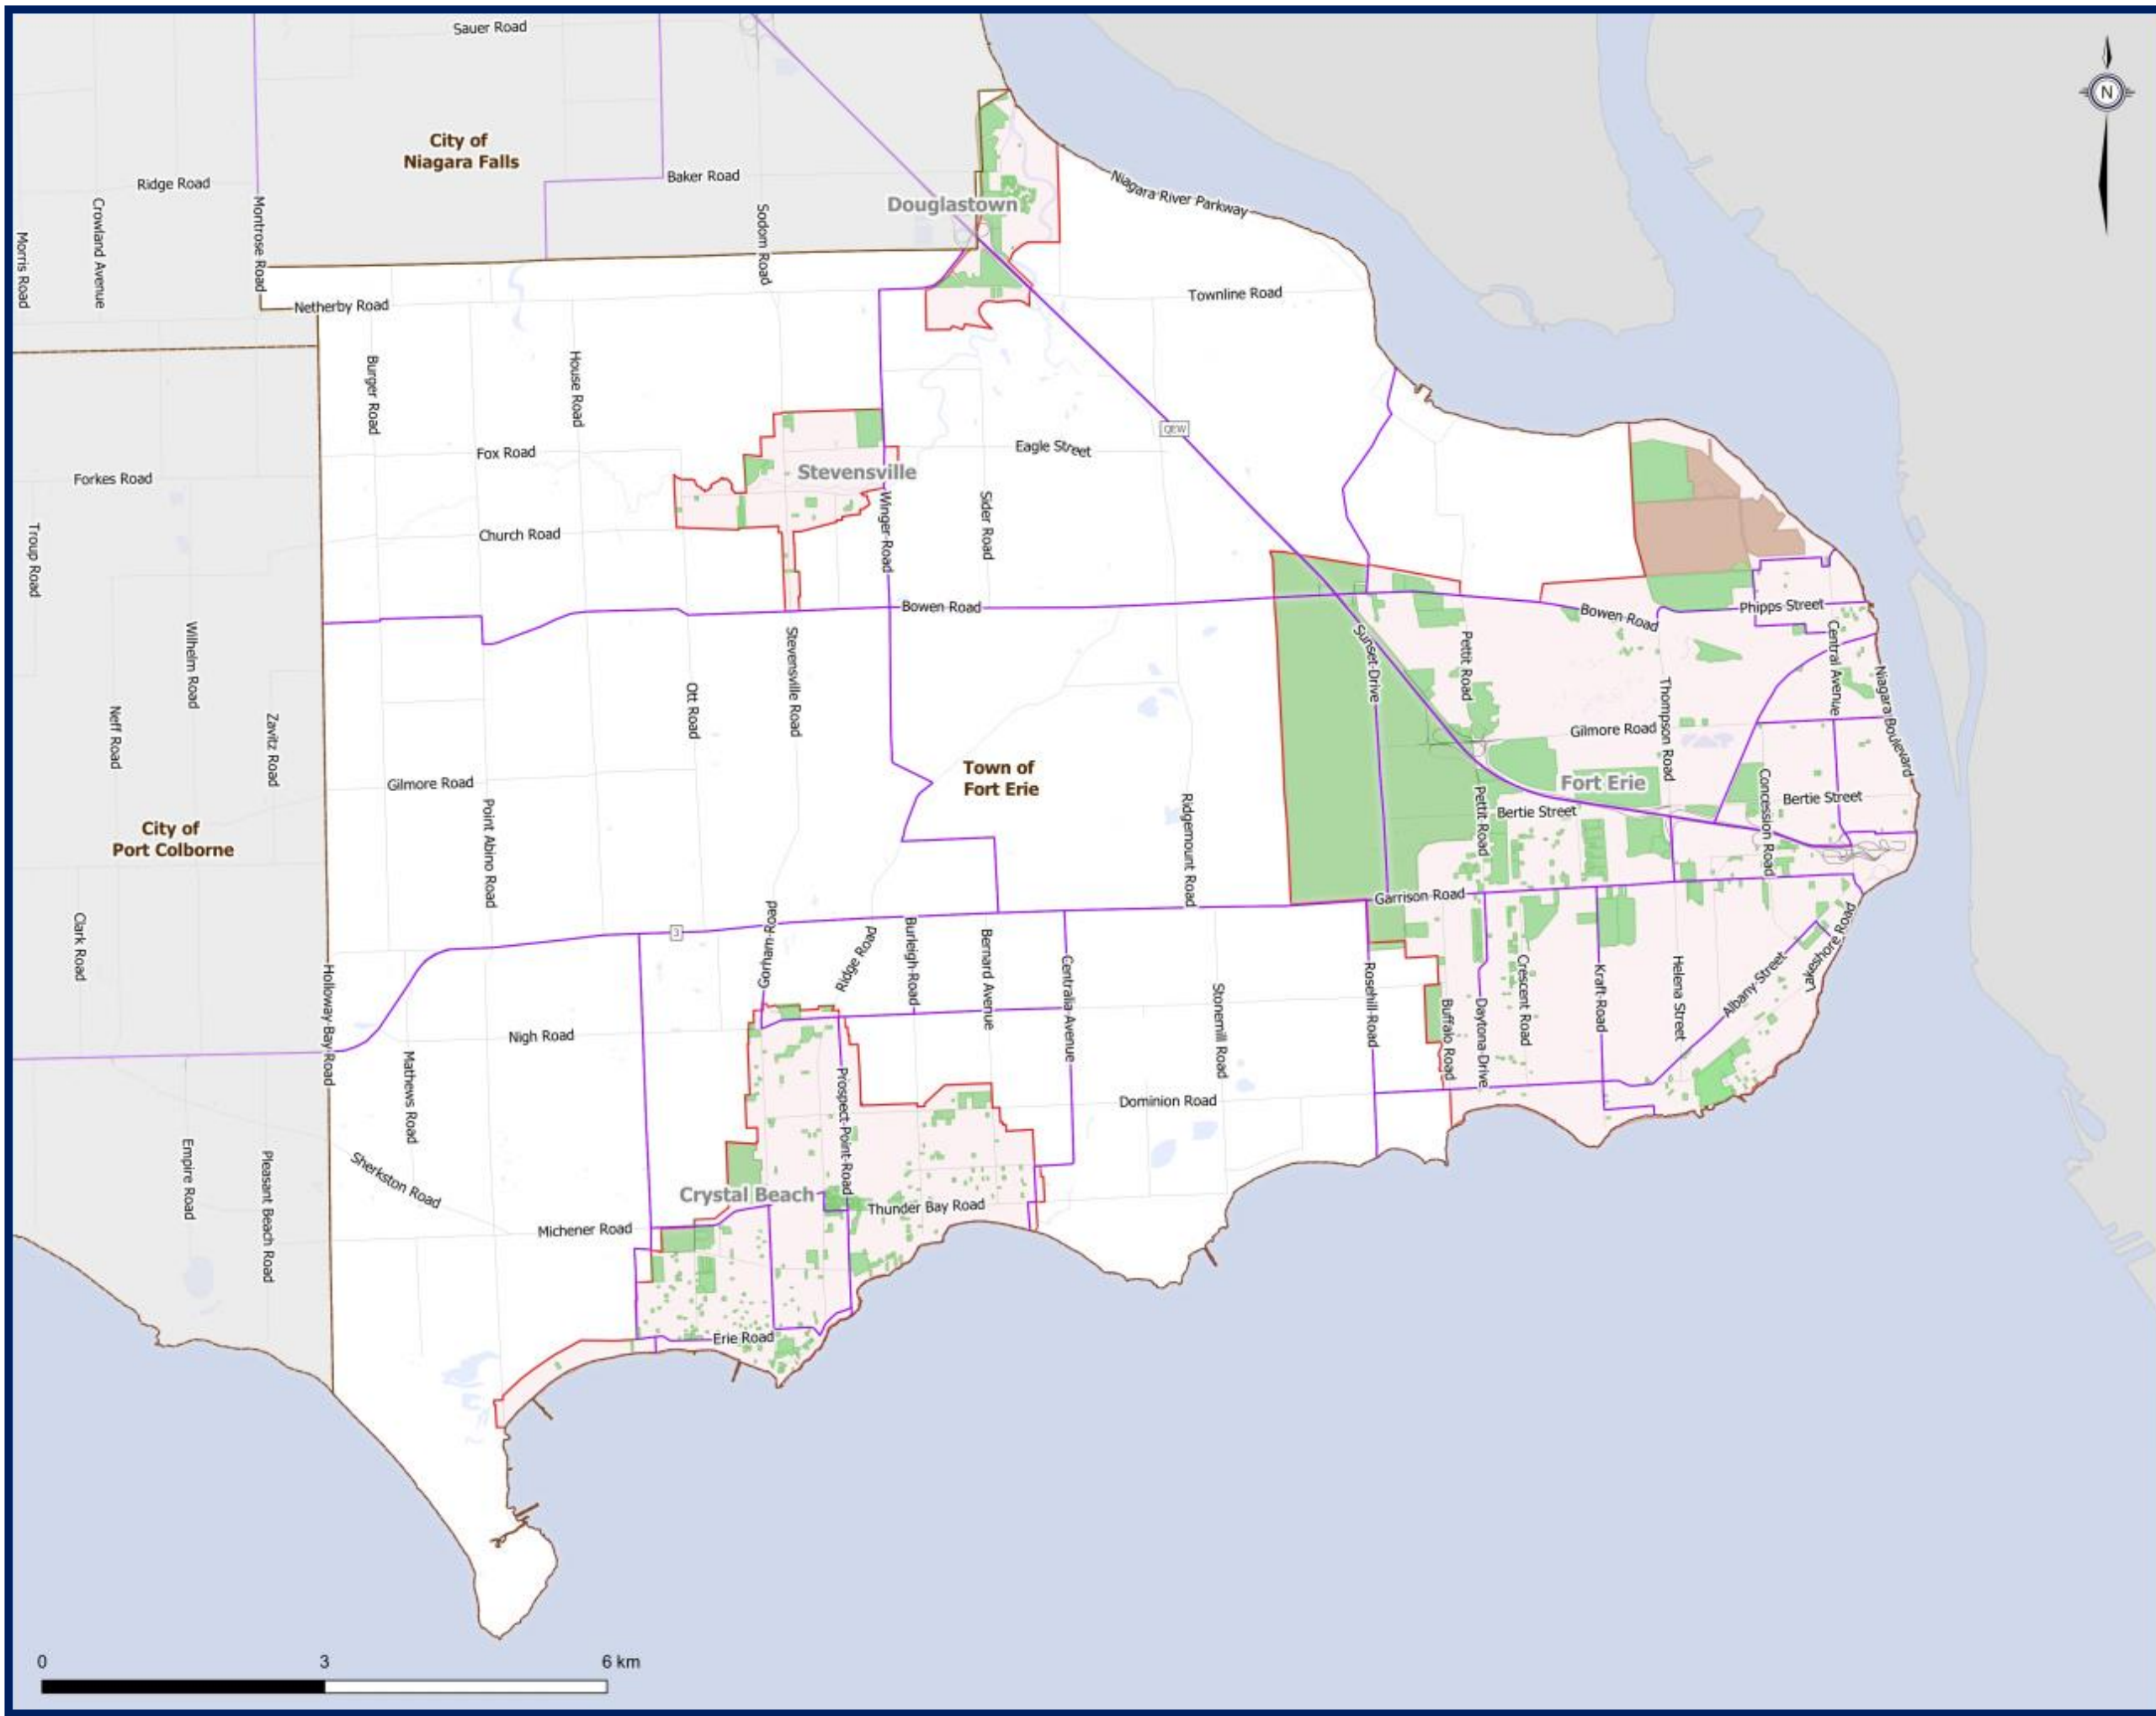 Sauer Road
City of
Niagara Falls
Ridge Road
Baker Road
Crowland Avenue
Montrose Road
Morris Road
Sodom Road
Douglastown
Niagara River Parkway
N
Netherby Road
Townline Road
Burger Road
House Road
QEW
Fox Road
Eagle Street
Forkes Road
Stevensville
Church Road
Winger Road
Sider Road
Troup Road
Bowen Road
Bowen Road
Phipps Street
Wilhelm Road
Stevensville Road
Sunset Drive
Pettit Road
Central Avenue
Neff Road
Zavitz Road
Ott Road
Thompson Road
Niagara Boulevard
Gilmore Road
Town of
Fort Erie
Gilmore Road
Fort Erie
Point Abino Road
Ridgemount Road
Pettit Road
Bertie Street
Concession Road
Bertie Street
City of
Port Colborne
Garrison Road
Clark Road
3
Gorham Road
Ridge Road
Burleigh Road
Bernard Avenue
Centralia Avenue
Stonemill Road
Rosehill Road
Buffalo Road
Daytona Drive
Crescent Road
Kraft Road
Helena Street
Albany Street
Lakeshore Road
Holloway Bay Road
Nigh Road
Mathews Road
Prospect Point Road
Dominion Road
Empire Road
Pleasant Beach Road
Sherkston Road
Crystal Beach
Thunder Bay Road
Michener Road
Erie Road
0 3 6 km